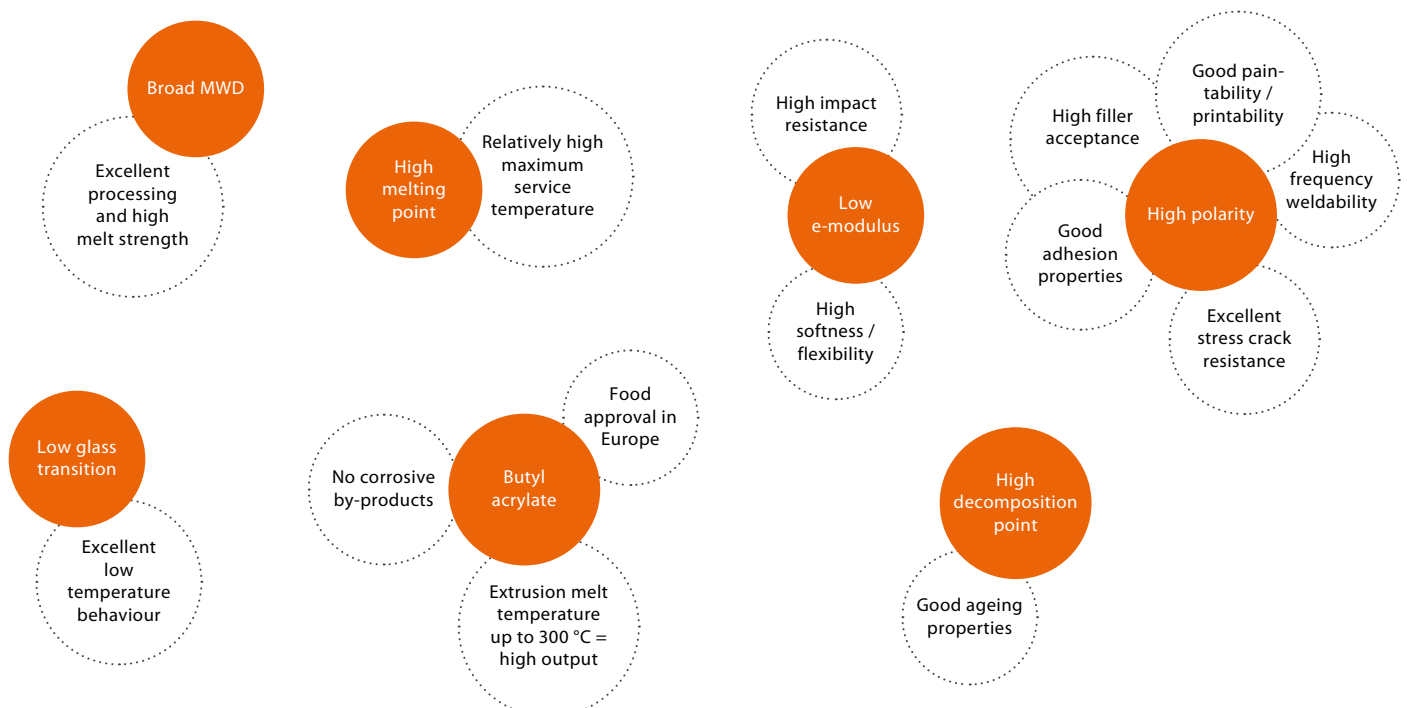 Broad MWD
Excellent
processing
and high
melt strength
High
melting
point
Relatively high
maximum
service
temperature
High impact
resistance
Low
e-modulus
High
softness /
flexibility
Good pain-
tability /
printability
High filler
acceptance
High
frequency
weldability
High polarity
Good
adhesion
properties
Excellent
stress crack
resistance
Low glass
transition
Excellent
low
temperature
behaviour
Food
approval in
Europe
No corrosive
by-products
Butyl
acrylate
Extrusion melt
temperature
up to 300 °C =
high output
High
decomposition
point
Good ageing
properties